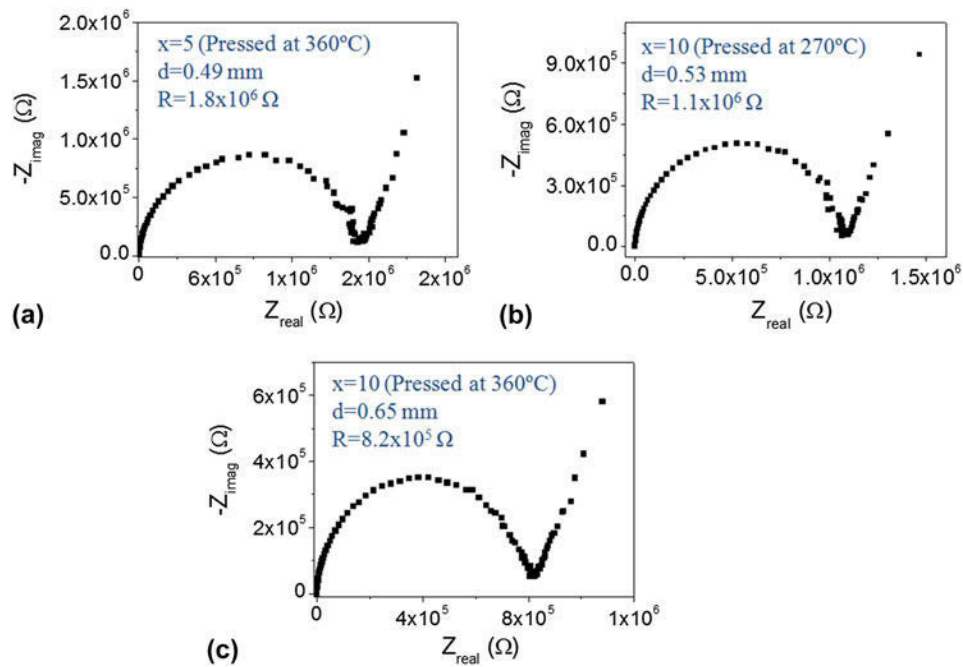 2.0x10⁶
1.5x10⁶
1.0x10⁶
5.0x10⁵
0.0
-Z_imag (Ω)
x=5 (Pressed at 360ºC)
d=0.49 mm
R=1.8x10⁶ Ω
0 6x10⁵ 1x10⁶ 2x10⁶ 2x10⁶
Z_real (Ω)
(a)
9.0x10⁵
6.0x10⁵
3.0x10⁵
0.0
-Z_imag (Ω)
x=10 (Pressed at 270ºC)
d=0.53 mm
R=1.1x10⁶ Ω
0.0 5.0x10⁵ 1.0x10⁶ 1.5x10⁶
Z_real (Ω)
(b)
6x10⁵
4x10⁵
2x10⁵
0
-Z_imag (Ω)
x=10 (Pressed at 360ºC)
d=0.65 mm
R=8.2x10⁵ Ω
0 4x10⁵ 8x10⁵ 1x10⁶
Z_real (Ω)
(c)